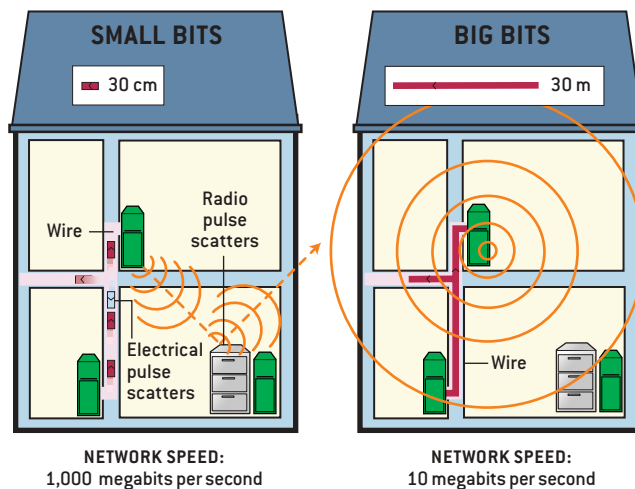 SMALL BITS
30 cm
Wire
Radio
pulse
scatters
Electrical
pulse
scatters
NETWORK SPEED:
1,000 megabits per second
BIG BITS
30 m
Wire
NETWORK SPEED:
10 megabits per second